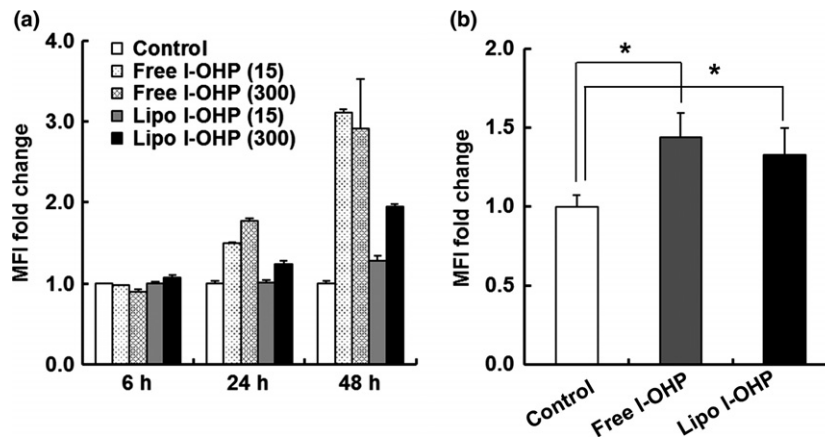 (a)
MFI fold change
4.0
3.0
2.0
1.0
0.0
Control
Free I-OHP (15)
Free I-OHP (300)
Lipo I-OHP (15)
Lipo I-OHP (300)
6 h
24 h
48 h
(b)
MFI fold change
2.0
1.5
1.0
0.5
0.0
*
*
Control
Free I-OHP
Lipo I-OHP